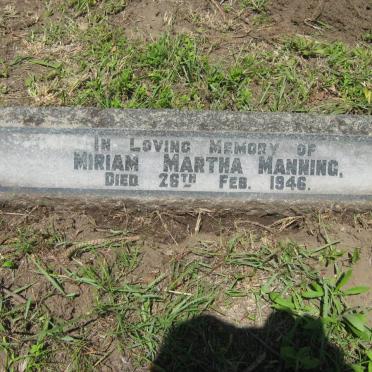 IN LOVING MEMORY OF
MIRIAM MARTHA MANNING,
DIED 26TH FEB. 1946.